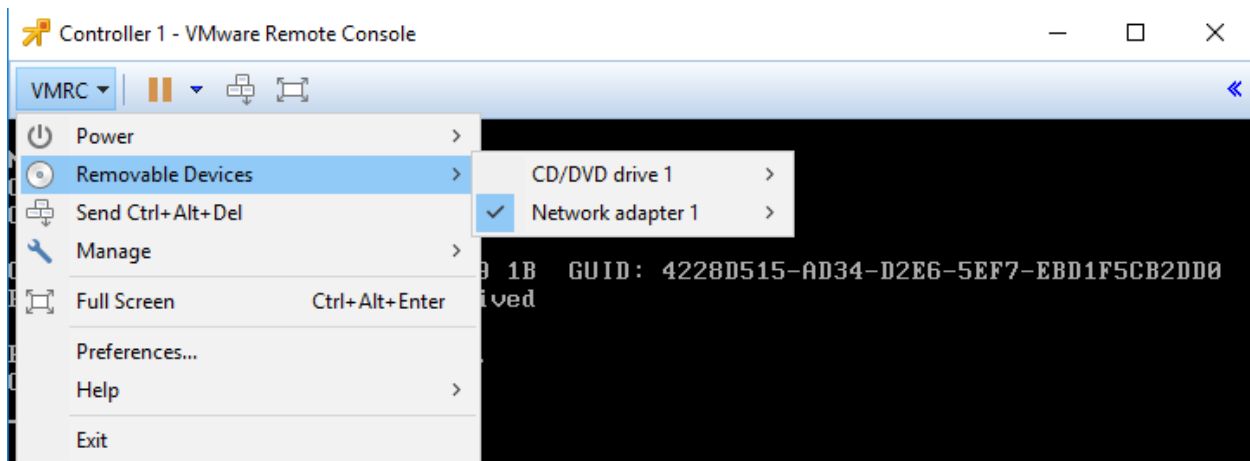 Controller 1 - VMware Remote Console
VMRC
Power
Removable Devices
CD/DVD drive 1
Send Ctrl+Alt+Del
Network adapter 1
Manage
1B GUID: 4228D515-AD34-D2E6-5EF7-EBD1F5CB2DD0
Full Screen Ctrl+Alt+Enter
ived
Preferences...
Help
Exit